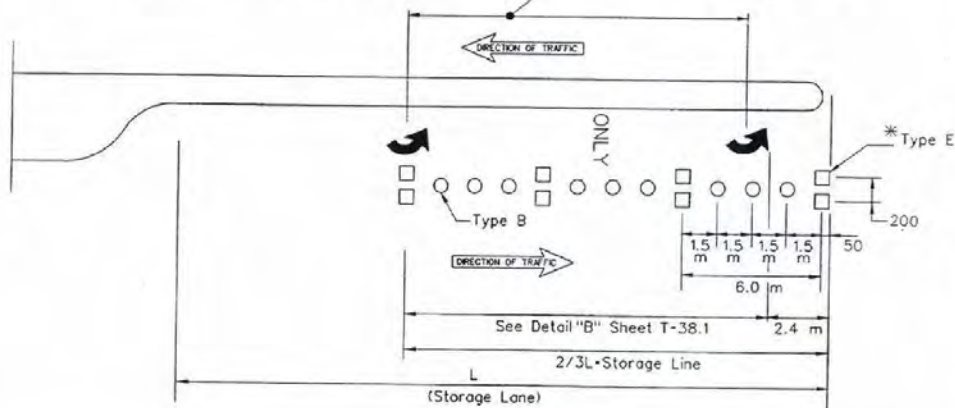 DIRECTION OF TRAFFIC
ONLY
* Type E
Type B
200
1.5 m
1.5 m
1.5 m
1.5 m
50
DIRECTION OF TRAFFIC
6.0 m
See Detail "B" Sheet T-38.1
2.4 m
2/3L-Storage Line
L
(Storage Lane)